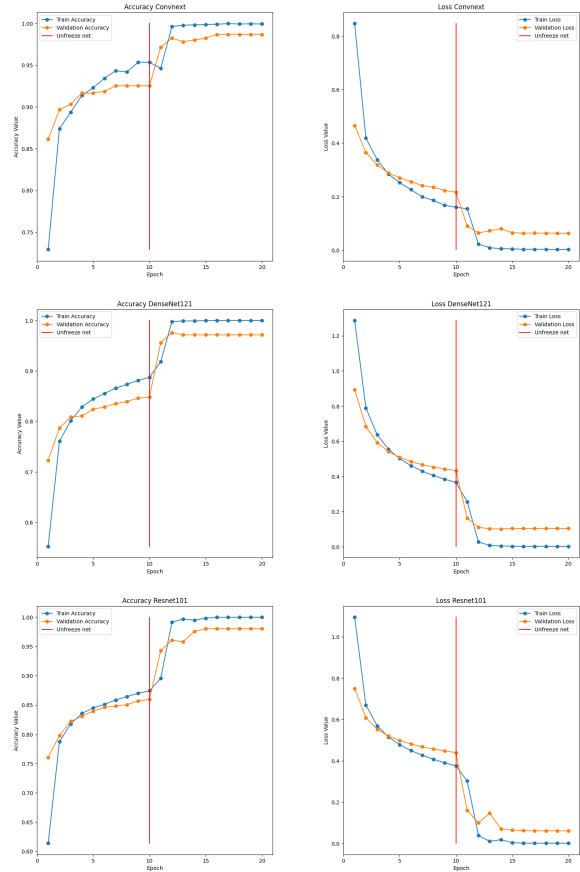 Accuracy Convnext
Train Accuracy
Validation Accuracy
Unfreeze net
1.00
0.95
0.90
0.85
0.80
0.75
Accuracy Value
0
5
10
15
20
Epoch
Loss Convnext
Train Loss
Validation Loss
Unfreeze net
0.8
0.6
0.4
0.2
0.0
Loss Value
0
5
10
15
20
Epoch
Accuracy DenseNet121
Train Accuracy
Validation Accuracy
Unfreeze net
1.0
0.9
0.8
0.7
0.6
Accuracy Value
0
5
10
15
20
Epoch
Loss DenseNet121
Train Loss
Validation Loss
Unfreeze net
1.2
1.0
0.8
0.6
0.4
0.2
0.0
Loss Value
0
5
10
15
20
Epoch
Accuracy Resnet101
Train Accuracy
Validation Accuracy
Unfreeze net
1.00
0.95
0.90
0.85
0.80
0.75
0.70
0.65
0.60
Accuracy Value
0
5
10
15
20
Epoch
Loss Resnet101
Train Loss
Validation Loss
Unfreeze net
1.0
0.8
0.6
0.4
0.2
0.0
Loss Value
0
5
10
15
20
Epoch